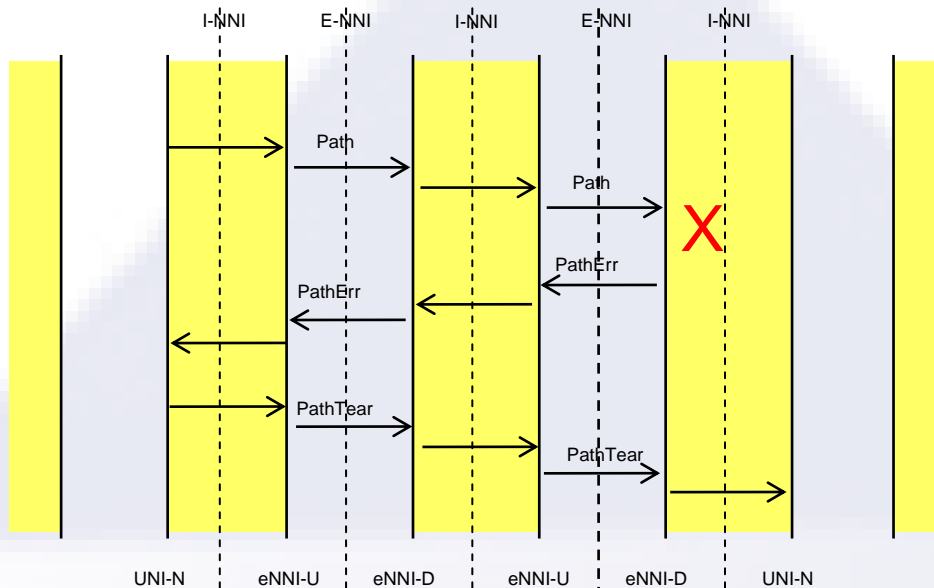 I-NNI E-NNI I-NNI E-NNI I-NNI
Path
Path
X
PathErr
PathErr
PathTear
PathTear
UNI-N eNNI-U eNNI-D eNNI-U eNNI-D UNI-N